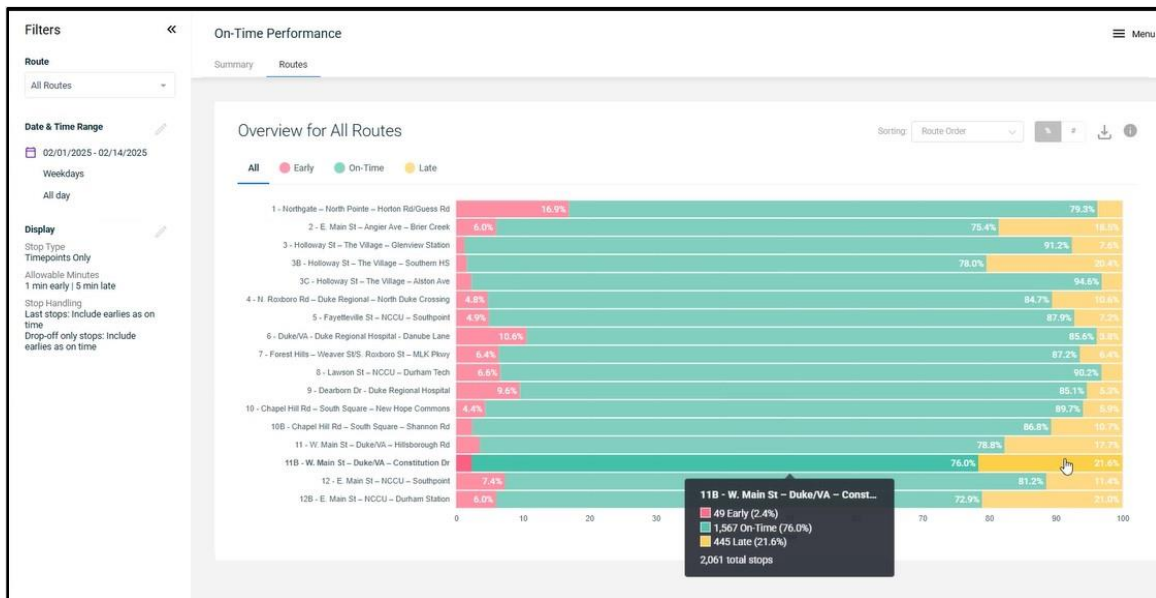 Filters «
Route
All Routes
Date & Time Range
02/01/2025 - 02/14/2025
Weekdays
All day
Display
Stop Type
Timepoints Only
Allowable Minutes
1 min early | 5 min late
Stop Handling
Last stops: Include earlies as on
time
Drop-off only stops: Include
earlies as on time
On-Time Performance
Menu
Summary Routes
Overview for All Routes
Sorting: Route Order % #
All Early On-Time Late
1 - Northgate – North Pointe – Horton Rd/Guess Rd 16.9% 79.3%
2 - E. Main St – Angier Ave – Brier Creek 6.0% 75.4% 18.5%
3 - Holloway St – The Village – Glenview Station 91.2% 7.6%
3B - Holloway St – The Village – Southern HS 78.0% 20.4%
3C - Holloway St – The Village – Alston Ave 94.6%
4 - N. Roxboro Rd – Duke Regional – North Duke Crossing 4.8% 84.7% 10.6%
5 - Fayetteville St – NCCU – Southpoint 4.9% 87.9% 7.2%
6 - Duke/VA - Duke Regional Hospital - Danube Lane 10.6% 85.6% 3.8%
7 - Forest Hills – Weaver St/S. Roxboro St – MLK Pkwy 6.4% 87.2% 6.4%
8 - Lawson St – NCCU – Durham Tech 6.6% 90.2%
9 - Dearborn Dr - Duke Regional Hospital 9.6% 85.1% 5.3%
10 - Chapel Hill Rd – South Square – New Hope Commons 4.4% 89.7% 5.9%
10B - Chapel Hill Rd – South Square – Shannon Rd 86.8% 10.7%
11 - W. Main St – Duke/VA – Hillsborough Rd 78.8% 17.7%
11B - W. Main St – Duke/VA – Constitution Dr 76.0% 21.6%
12 - E. Main St – NCCU – Southpoint 7.4% 81.2% 11.4%
12B - E. Main St – NCCU – Durham Station 6.0% 72.9% 21.0%
0 10 20 30 70 80 90 100
11B - W. Main St – Duke/VA – Const...
49 Early (2.4%)
1,567 On-Time (76.0%)
445 Late (21.6%)
2,061 total stops